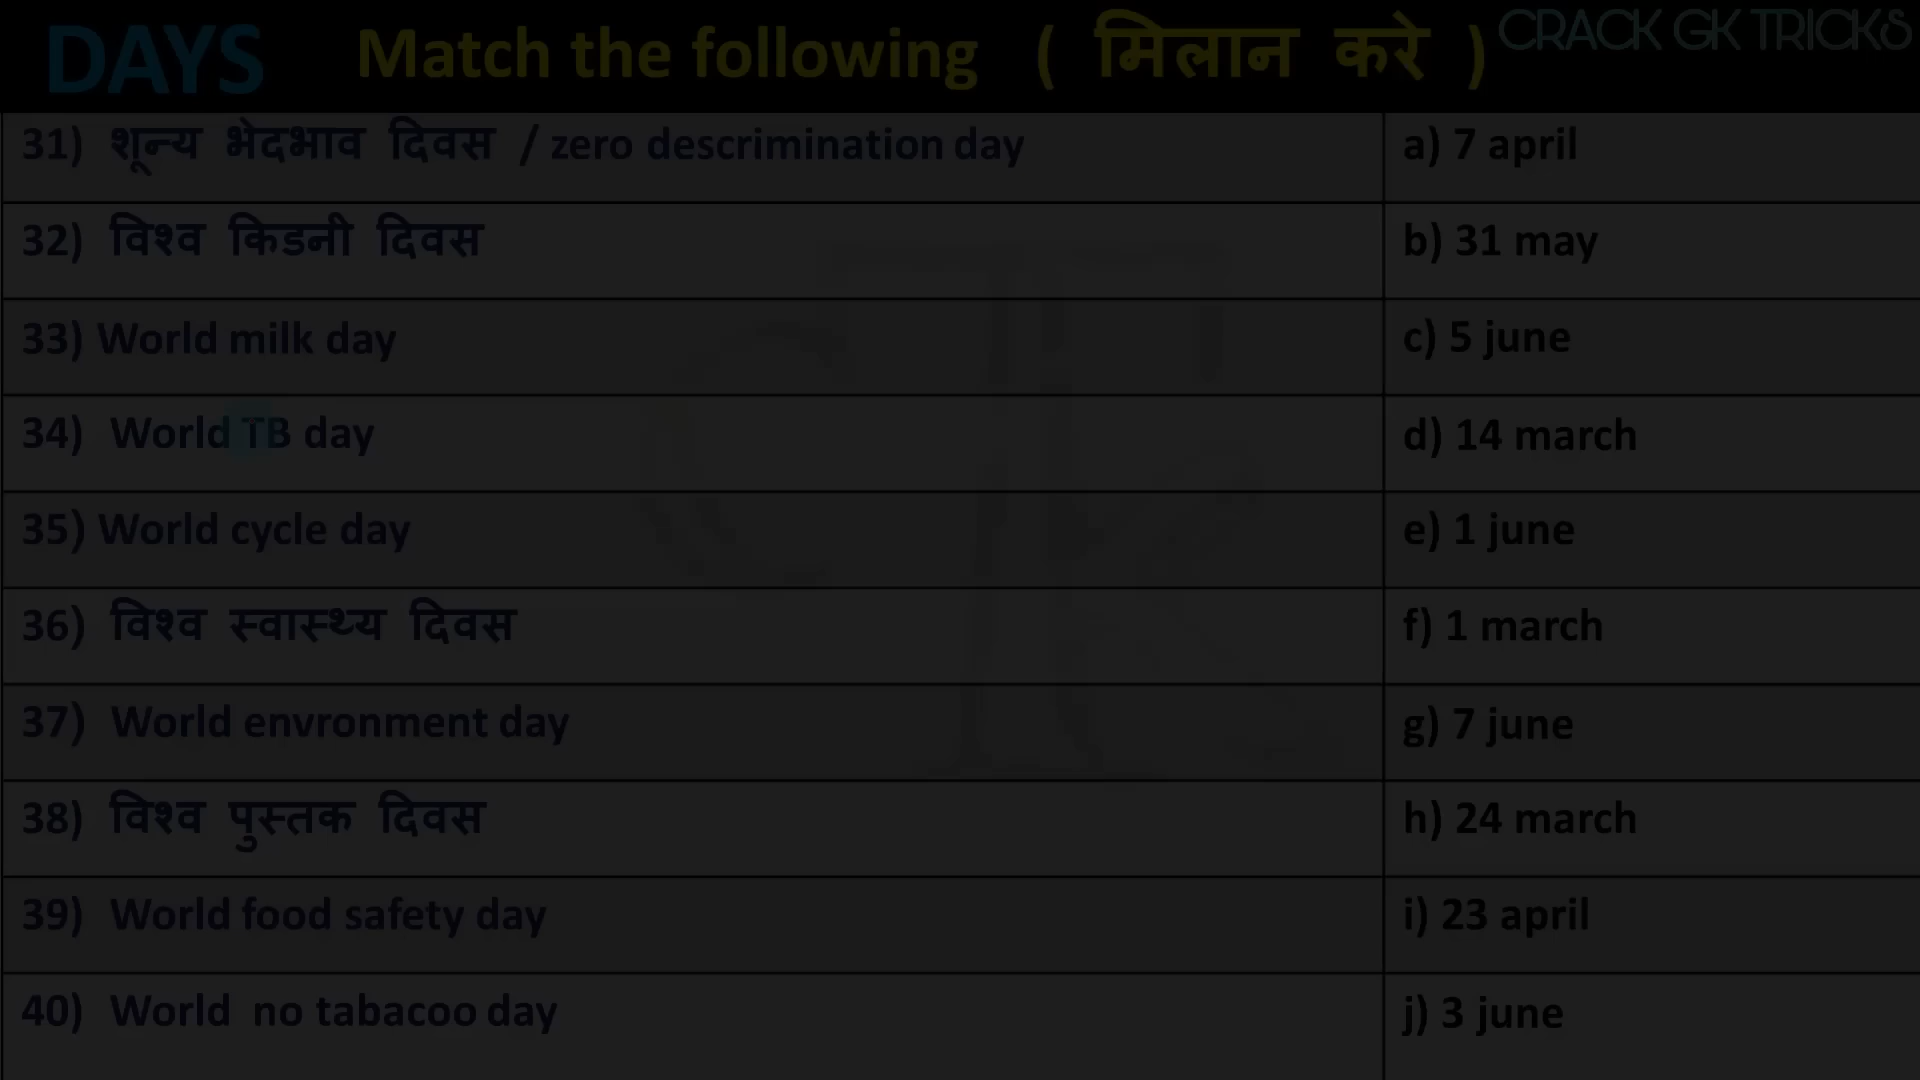 DAYS Match the following ( मिलान करे ) CRACK GK TRICKS
31) शून्य भेदभाव दिवस / zero descrimination day a) 7 april
32) विश्व किडनी दिवस b) 31 may
33) World milk day c) 5 june
34) World TB day d) 14 march
35) World cycle day e) 1 june
36) विश्व स्वास्थ्य दिवस f) 1 march
37) World envronment day g) 7 june
38) विश्व पुस्तक दिवस h) 24 march
39) World food safety day i) 23 april
40) World no tabacoo day j) 3 june